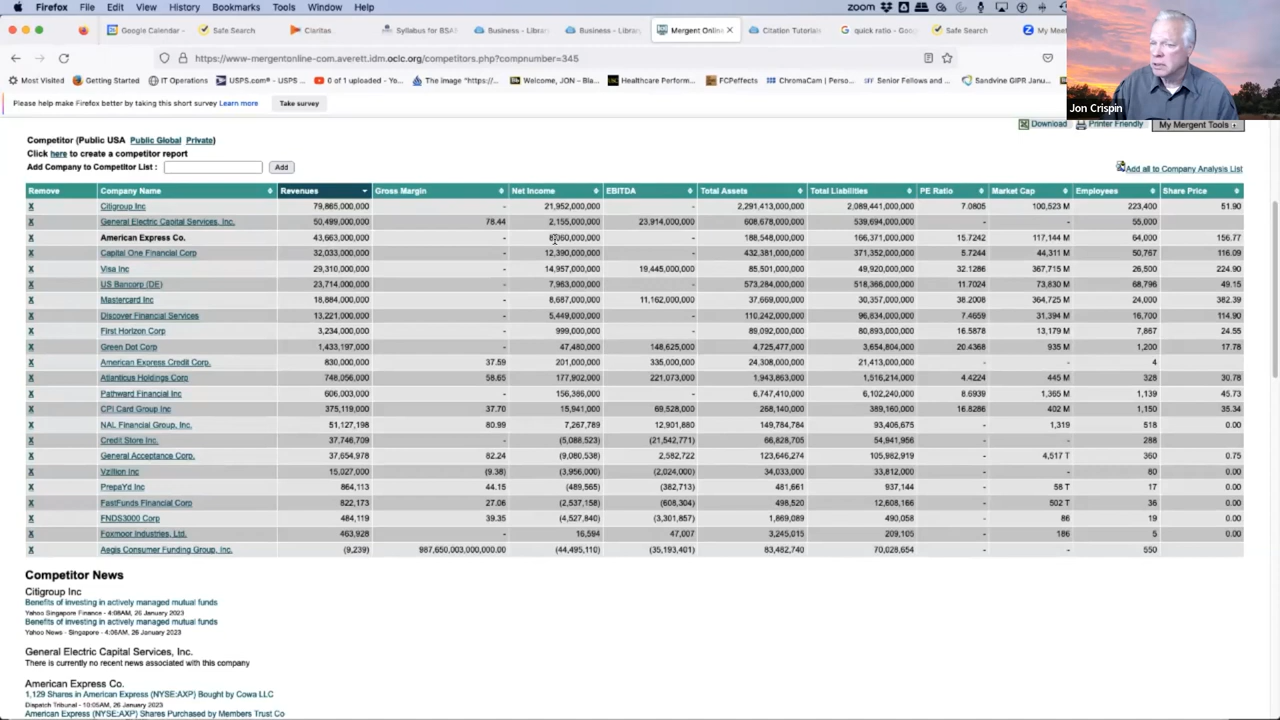 Firefox File Edit View History Bookmarks Tools Window Help zoom
Google Calendar - Safe Search Claritas Syllabus for BSA Business - Librar Business - Librar Mergent Online Citation Tutorials quick ratio - Goo Safe Search My Meet
https://www-mergentonline-com.averett.idm.oclc.org/competitors.php?compnumber=345
Most Visited Getting Started IT Operations USPS.com® - USPS ... 0 of 1 uploaded - Yo... The image "https:/... Welcome, JON – Bla... Healthcare Perform... FCPeffects ChromaCam | Perso... Senior Fellows and ... Sandvine GIPR Janu...
Jon Crispin
Please help make Firefox better by taking this short survey Learn more Take survey
Download Printer Friendly My Mergent Tools
Competitor (Public USA Public Global Private)
Click here to create a competitor report
Add Company to Competitor List : Add
Add all to Company Analysis List
Remove Company Name Revenues Gross Margin Net Income EBITDA Total Assets Total Liabilities PE Ratio Market Cap Employees Share Price
X Citigroup Inc 79,865,000,000 - 21,952,000,000 - 2,291,413,000,000 2,089,441,000,000 7.0805 100,523 M 223,400 51.90
X General Electric Capital Services, Inc. 50,499,000,000 78.44 2,155,000,000 23,914,000,000 608,678,000,000 539,694,000,000 - - 55,000
X American Express Co. 43,663,000,000 - 8,060,000,000 - 188,548,000,000 166,371,000,000 15.7242 117,144 M 64,000 156.77
X Capital One Financial Corp 32,033,000,000 - 12,390,000,000 - 432,381,000,000 371,352,000,000 5.7244 44,311 M 50,767 116.09
X Visa Inc 29,310,000,000 - 14,957,000,000 19,445,000,000 85,501,000,000 49,920,000,000 32.1286 367,715 M 26,500 224.90
X US Bancorp (DE) 23,714,000,000 - 7,963,000,000 - 573,284,000,000 518,366,000,000 11.7024 73,830 M 68,796 49.15
X Mastercard Inc 18,884,000,000 - 8,687,000,000 11,162,000,000 37,669,000,000 30,357,000,000 38.2008 364,725 M 24,000 382.39
X Discover Financial Services 13,221,000,000 - 5,449,000,000 - 110,242,000,000 96,834,000,000 7.4659 31,394 M 16,700 114.90
X First Horizon Corp 3,234,000,000 - 999,000,000 - 89,092,000,000 80,893,000,000 16.5878 13,179 M 7,867 24.55
X Green Dot Corp 1,433,197,000 - 47,480,000 148,625,000 4,725,477,000 3,654,804,000 20.4368 935 M 1,200 17.78
X American Express Credit Corp. 830,000,000 37.59 201,000,000 335,000,000 24,308,000,000 21,413,000,000 - - 4
X Atlanticus Holdings Corp 748,056,000 58.65 177,902,000 221,073,000 1,943,863,000 1,516,214,000 4.4224 445 M 328 30.78
X Pathward Financial Inc 606,003,000 - 156,386,000 - 6,747,410,000 6,102,240,000 8.6939 1,365 M 1,139 45.73
X CPI Card Group Inc 375,119,000 37.70 15,941,000 69,528,000 268,140,000 389,160,000 16.8286 402 M 1,150 35.34
X NAL Financial Group, Inc. 51,127,198 80.99 7,267,789 12,901,880 149,784,784 93,406,675 - 1,319 518 0.00
X Credit Store Inc. 37,746,709 - (5,088,523) (21,542,771) 66,828,705 54,941,956 - - 288
X General Acceptance Corp. 37,654,978 82.24 (9,080,538) 2,582,722 123,646,274 105,982,919 - 4,517 T 360 0.75
X Vzillion Inc 15,027,000 (9.38) (3,956,000) (2,024,000) 34,033,000 33,812,000 - - 80 0.00
X PrepaYd Inc 864,113 44.15 (489,565) (382,713) 481,661 937,144 - 58 T 17 0.00
X FastFunds Financial Corp 822,173 27.06 (2,537,158) (608,304) 498,520 12,608,166 - 502 T 36 0.00
X FNDS3000 Corp 484,119 39.35 (4,527,840) (3,301,857) 1,869,089 490,058 - 86 19 0.00
X Foxmoor Industries, Ltd. 463,928 - 16,594 47,007 3,245,015 209,105 - 186 5 0.00
X Aegis Consumer Funding Group, Inc. (9,239) 987,650,003,000,000.00 (44,495,110) (35,193,401) 83,482,740 70,028,654 - - 550
Competitor News
Citigroup Inc
Benefits of investing in actively managed mutual funds
Yahoo Singapore Finance - 4:08AM, 26 January 2023
Benefits of investing in actively managed mutual funds
Yahoo News - Singapore - 4:06AM, 26 January 2023
General Electric Capital Services, Inc.
There is currently no recent news associated with this company
American Express Co.
1,129 Shares in American Express (NYSE:AXP) Bought by Cowa LLC
Dispatch Tribunal - 10:05AM, 26 January 2023
American Express (NYSE:AXP) Shares Purchased by Members Trust Co